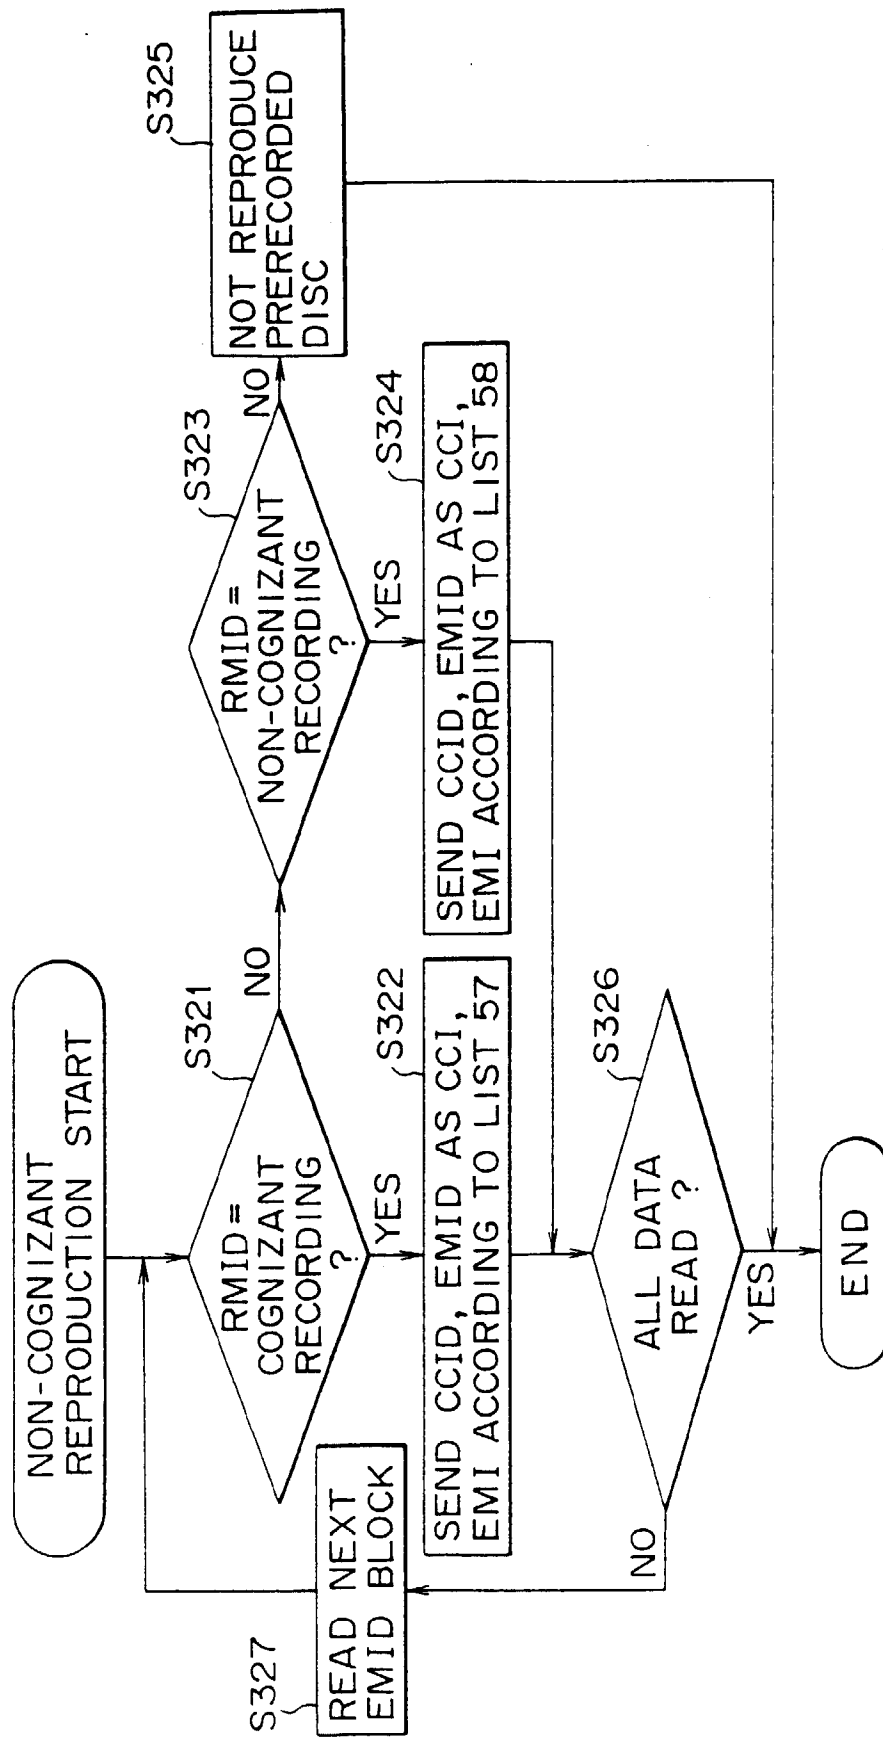 NON-COGNIZANT
REPRODUCTION START
S321
RMID=
COGNIZANT
RECORDING
?
NO
YES
S323
RMID=
NON-COGNIZANT
RECORDING
?
NO
YES
S325
NOT REPRODUCE
PRERECORDED
DISC
S327
READ NEXT
EMID BLOCK
S322
SEND CCID, EMID AS CCI,
EMI ACCORDING TO LIST 57
S324
SEND CCID, EMID AS CCI,
EMI ACCORDING TO LIST 58
S326
ALL DATA
READ ?
NO
YES
END